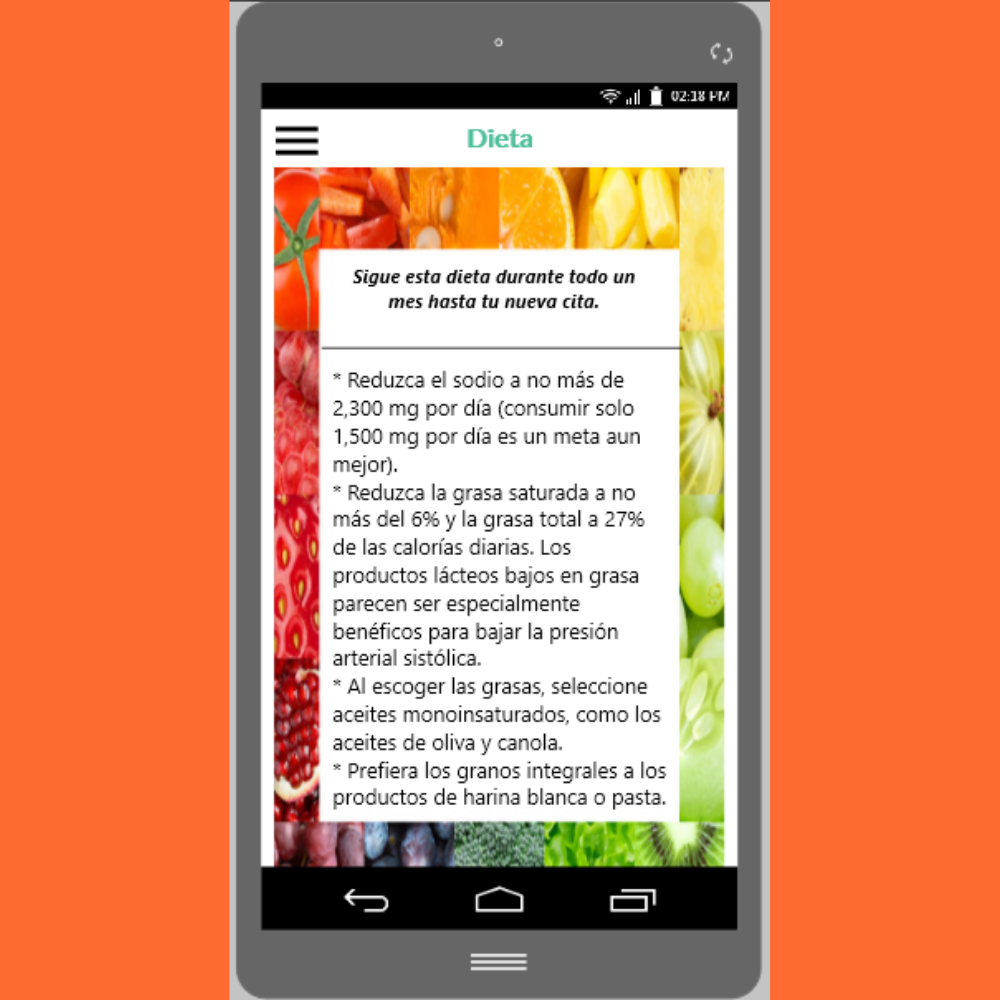 02:18 PM
Dieta
Sigue esta dieta durante todo un
mes hasta tu nueva cita.
* Reduzca el sodio a no más de
2,300 mg por día (consumir solo
1,500 mg por día es un meta aun
mejor).
* Reduzca la grasa saturada a no
más del 6% y la grasa total a 27%
de las calorías diarias. Los
productos lácteos bajos en grasa
parecen ser especialmente
benéficos para bajar la presión
arterial sistólica.
* Al escoger las grasas, seleccione
aceites monoinsaturados, como los
aceites de oliva y canola.
* Prefiera los granos integrales a los
productos de harina blanca o pasta.